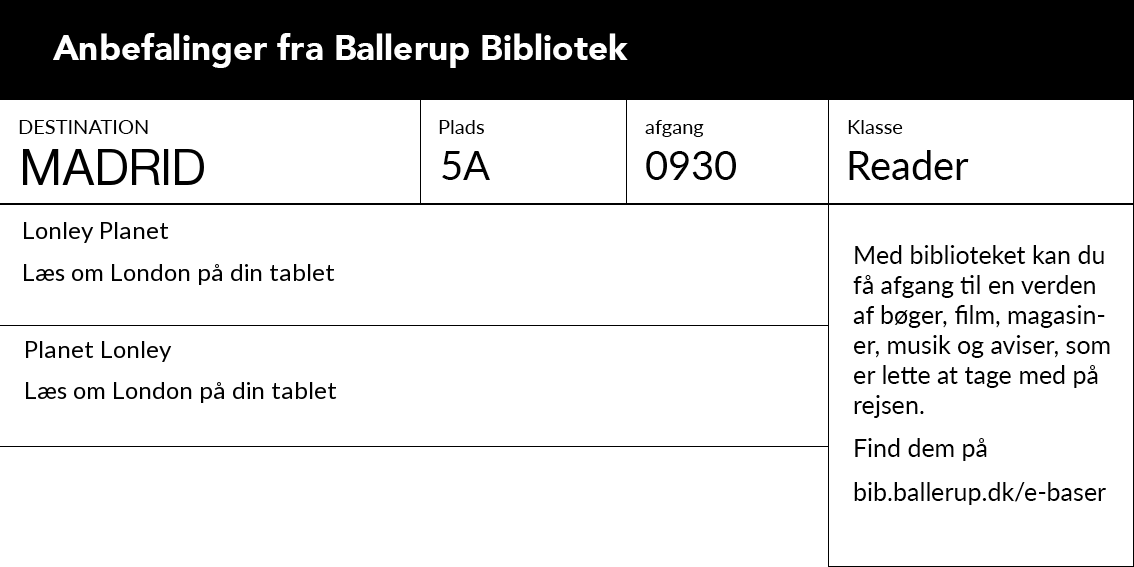 Anbefalinger fra Ballerup Bibliotek
DESTINATION
MADRID
Plads
5A
afgang
0930
Klasse
Reader
Lonley Planet
Læs om London på din tablet
Planet Lonley
Læs om London på din tablet
Med biblioteket kan du
få afgang til en verden
af bøger, film, magasin-
er, musik og aviser, som
er lette at tage med på
rejsen.
Find dem på
bib.ballerup.dk/e-baser